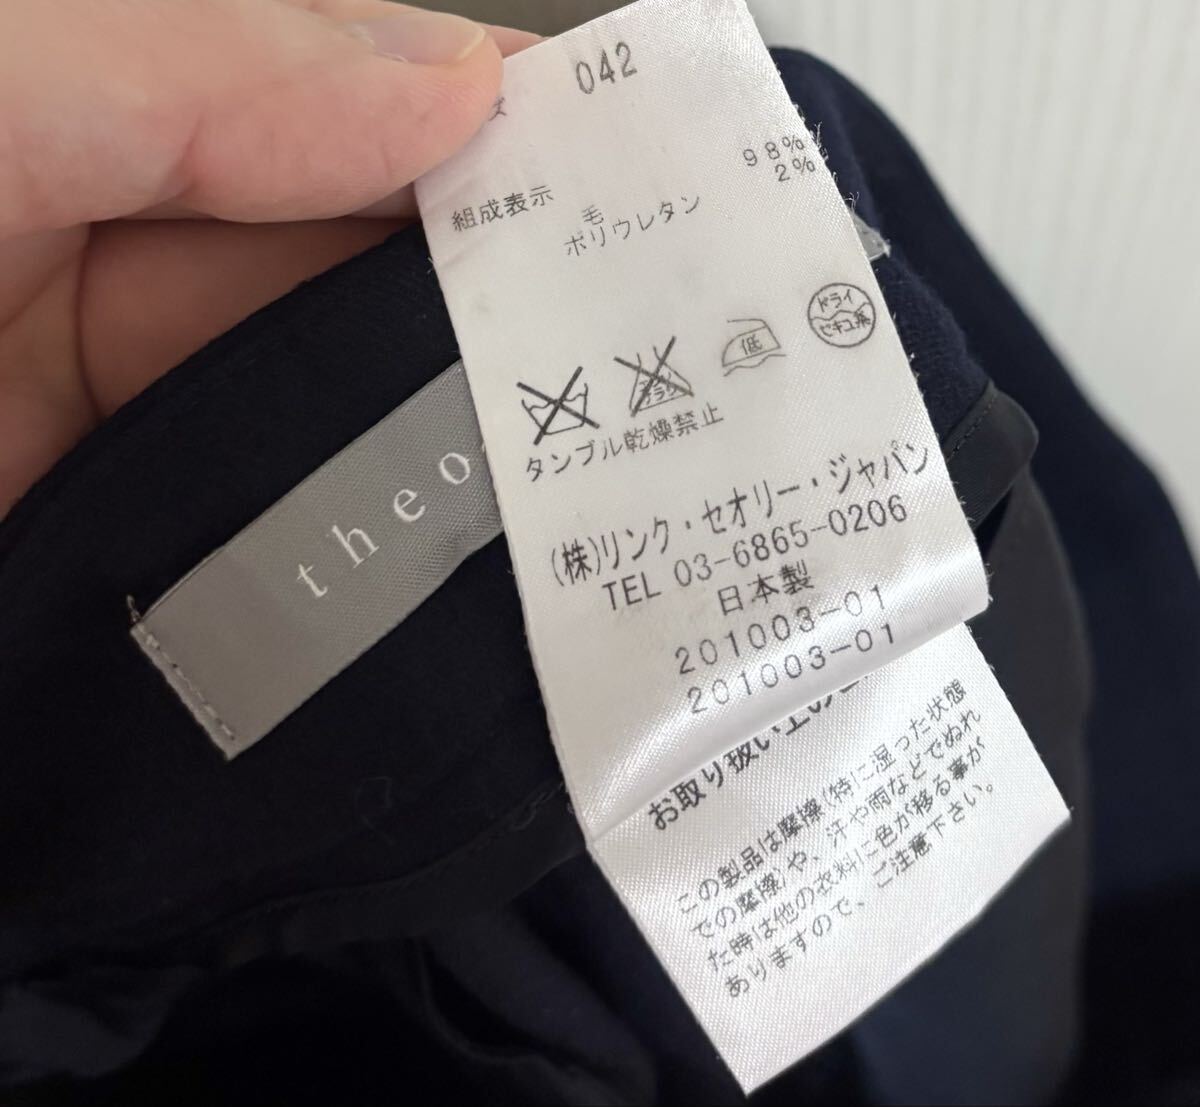 ズ 042
組成表示 毛 98%
ポリウレタン 2%
ドライ
セキユ系
低
タンブル乾燥禁止
(株)リンク・セオリー・ジャパン
TEL 03-6865-0206
日本製
201003-01
201003-01
お取り扱い上の
この製品は摩擦(特に湿った状態
での摩擦)や、汗や雨などでぬれ
た時は他の衣料に色が移る事が
ありますので、ご注意下さい。
theo